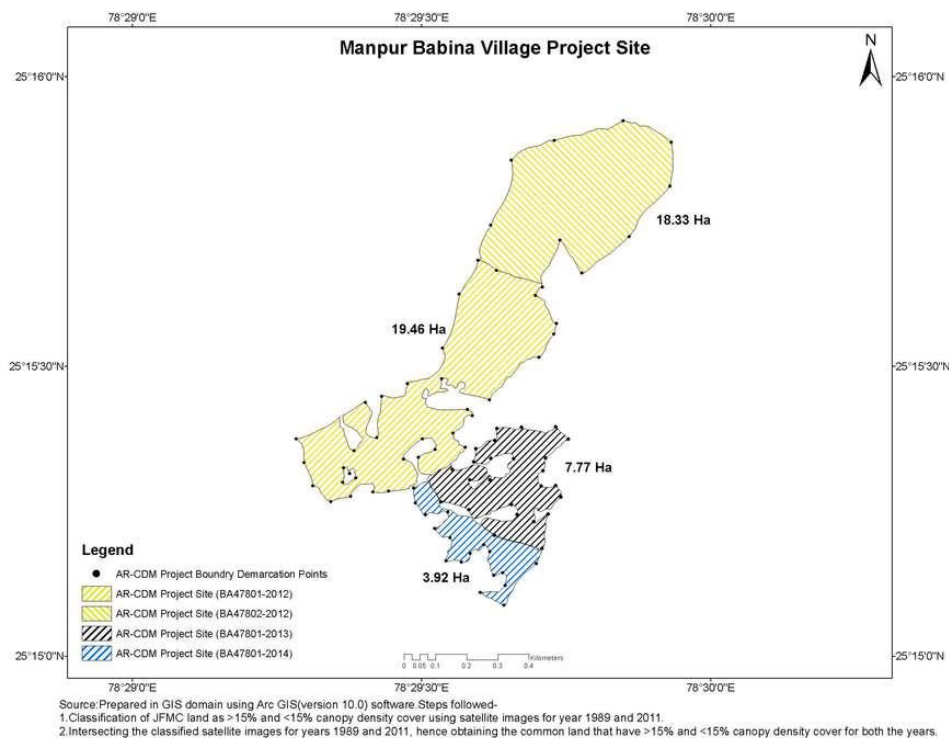 78°29'0"E 78°29'30"E 78°30'0"E
Manpur Babina Village Project Site
N
25°16'0"N 25°16'0"N
18.33 Ha
19.46 Ha
25°15'30"N 25°15'30"N
7.77 Ha
3.92 Ha
Legend
AR-CDM Project Boundry Demarcation Points
AR-CDM Project Site (BA47801-2012)
AR-CDM Project Site (BA47802-2012)
AR-CDM Project Site (BA47801-2013)
AR-CDM Project Site (BA47801-2014)
Kilometers
0 0.05 0.1 0.2 0.3 0.4
25°15'0"N 25°15'0"N
78°29'0"E 78°29'30"E 78°30'0"E
Source:Prepared in GIS domain using Arc GIS(version 10.0) software.Steps followed-
1.Classification of JFMC land as >15% and <15% canopy density cover using satellite images for year 1989 and 2011.
2.Intersecting the classified satellite images for years 1989 and 2011, hence obtaining the common land that have >15% and <15% canopy density cover for both the years.